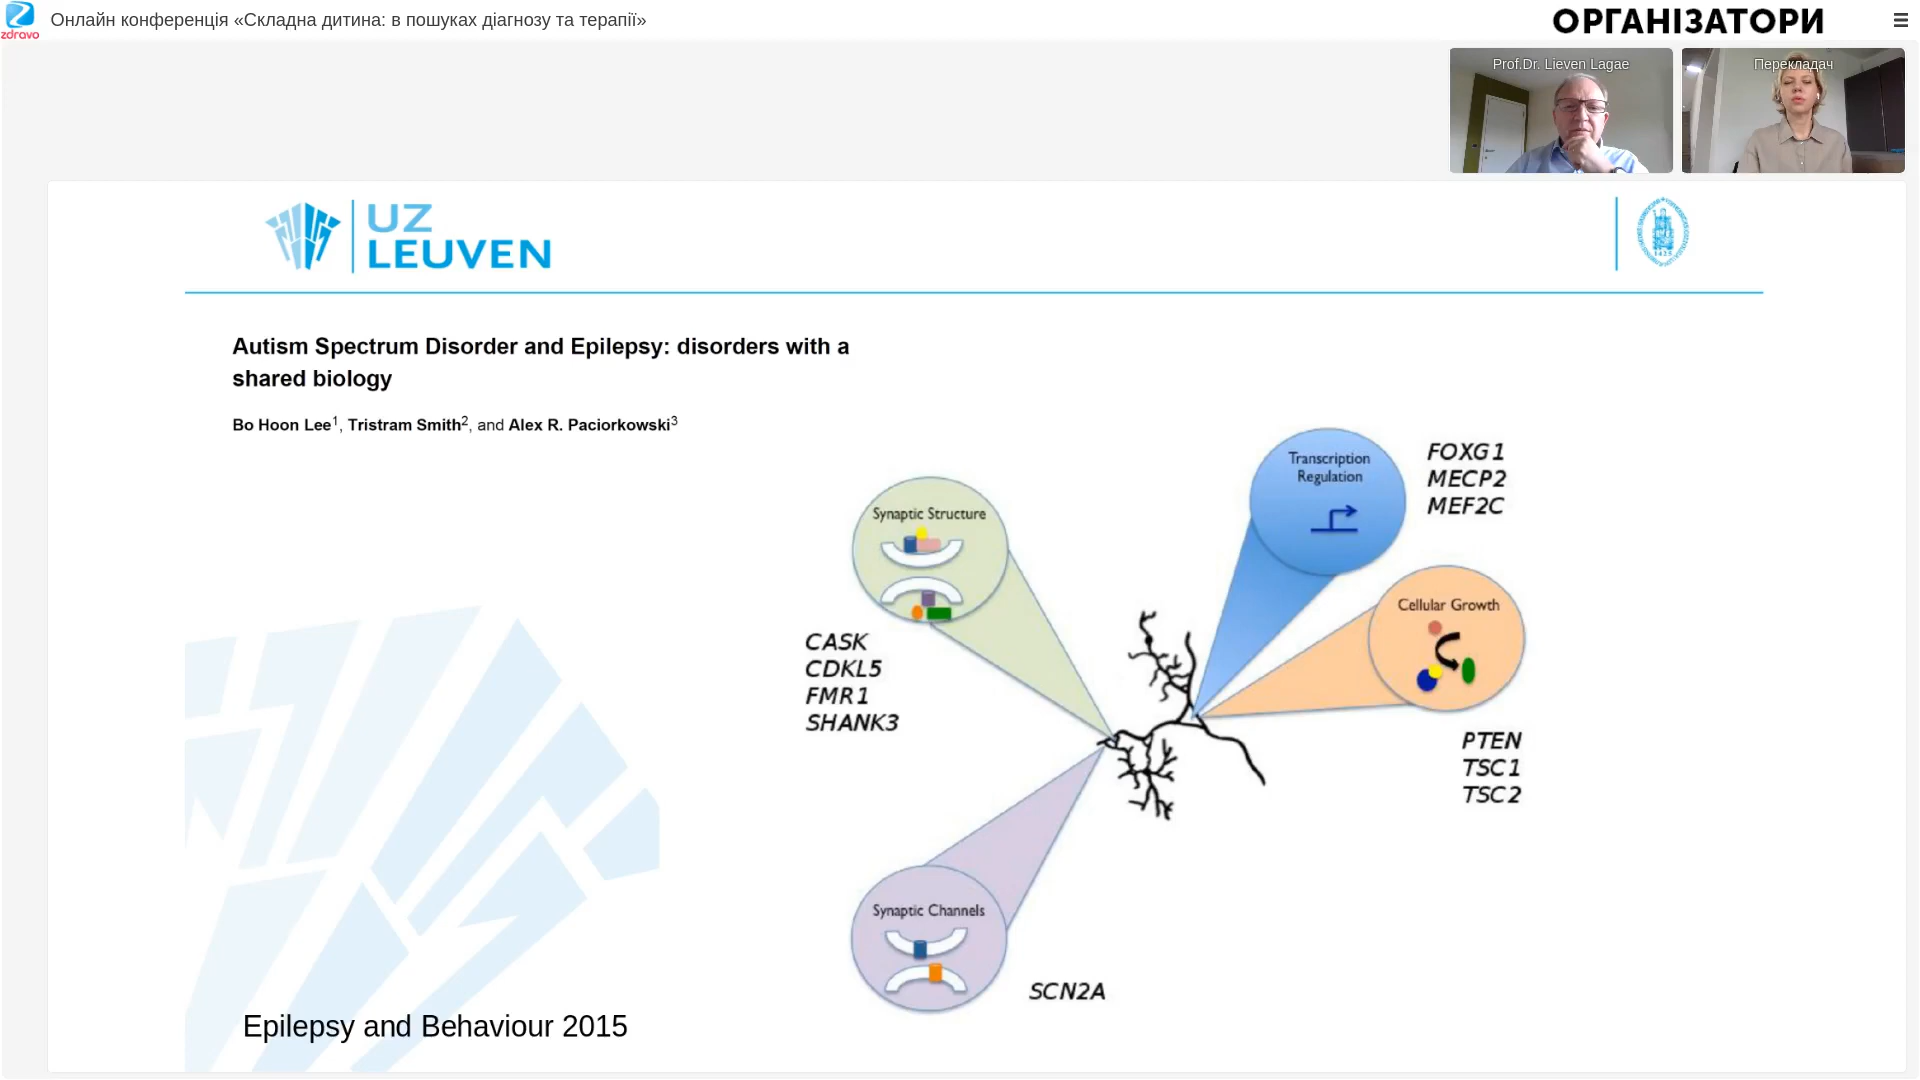 zdravo
Онлайн конференція «Складна дитина: в пошуках діагнозу та терапії»
ОРГАНІЗАТОРИ
Prof.Dr. Lieven Lagae
Перекладач
UZ
LEUVEN
1425
Autism Spectrum Disorder and Epilepsy: disorders with a
shared biology
Bo Hoon Lee1, Tristram Smith2, and Alex R. Paciorkowski3
Transcription
Regulation
FOXG1
MECP2
MEF2C
Synaptic Structure
CASK
CDKL5
FMR1
SHANK3
Cellular Growth
PTEN
TSC1
TSC2
Synaptic Channels
SCN2A
Epilepsy and Behaviour 2015